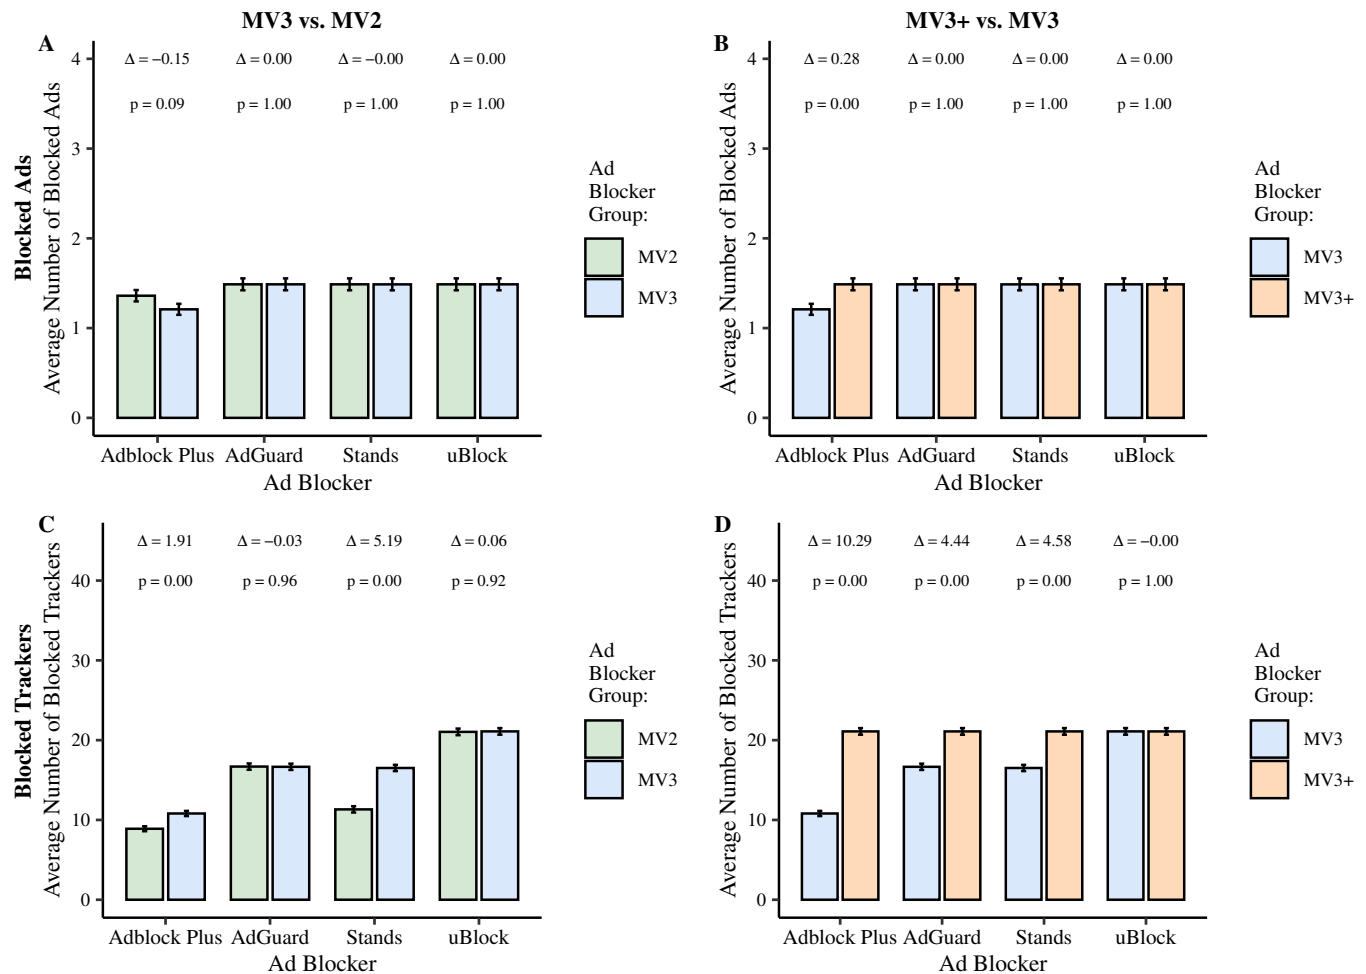 MV3 vs. MV2
A
Blocked Ads
Average Number of Blocked Ads
4
3
2
1
0
Δ = −0.15
Δ = 0.00
Δ = −0.00
Δ = 0.00
p = 0.09
p = 1.00
p = 1.00
p = 1.00
Adblock Plus
AdGuard
Stands
uBlock
Ad Blocker
Ad
Blocker
Group:
MV2
MV3
MV3+ vs. MV3
B
Average Number of Blocked Ads
4
3
2
1
0
Δ = 0.28
Δ = 0.00
Δ = 0.00
Δ = 0.00
p = 0.00
p = 1.00
p = 1.00
p = 1.00
Adblock Plus
AdGuard
Stands
uBlock
Ad Blocker
Ad
Blocker
Group:
MV3
MV3+
C
Blocked Trackers
Average Number of Blocked Trackers
40
30
20
10
0
Δ = 1.91
Δ = −0.03
Δ = 5.19
Δ = 0.06
p = 0.00
p = 0.96
p = 0.00
p = 0.92
Adblock Plus
AdGuard
Stands
uBlock
Ad Blocker
Ad
Blocker
Group:
MV2
MV3
D
Average Number of Blocked Trackers
40
30
20
10
0
Δ = 10.29
Δ = 4.44
Δ = 4.58
Δ = −0.00
p = 0.00
p = 0.00
p = 0.00
p = 1.00
Adblock Plus
AdGuard
Stands
uBlock
Ad Blocker
Ad
Blocker
Group:
MV3
MV3+